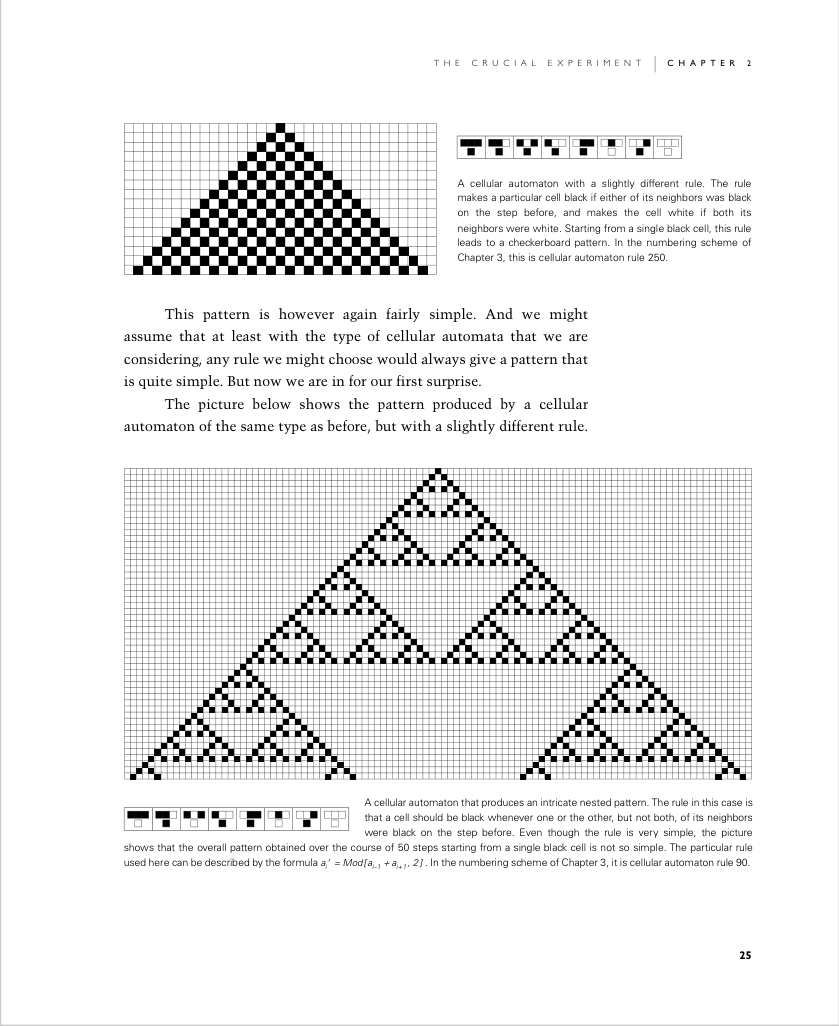 THE CRUCIAL EXPERIMENT | CHAPTER 2
A cellular automaton with a slightly different rule. The rule
makes a particular cell black if either of its neighbors was black
on the step before, and makes the cell white if both its
neighbors were white. Starting from a single black cell, this rule
leads to a checkerboard pattern. In the numbering scheme of
Chapter 3, this is cellular automaton rule 250.
This pattern is however again fairly simple. And we might
assume that at least with the type of cellular automata that we are
considering, any rule we might choose would always give a pattern that
is quite simple. But now we are in for our first surprise.
The picture below shows the pattern produced by a cellular
automaton of the same type as before, but with a slightly different rule.
A cellular automaton that produces an intricate nested pattern. The rule in this case is
that a cell should be black whenever one or the other, but not both, of its neighbors
were black on the step before. Even though the rule is very simple, the picture
shows that the overall pattern obtained over the course of 50 steps starting from a single black cell is not so simple. The particular rule
used here can be described by the formula aᵢ′ = Mod[aᵢ₋₁ + aᵢ₊₁, 2]. In the numbering scheme of Chapter 3, it is cellular automaton rule 90.
25